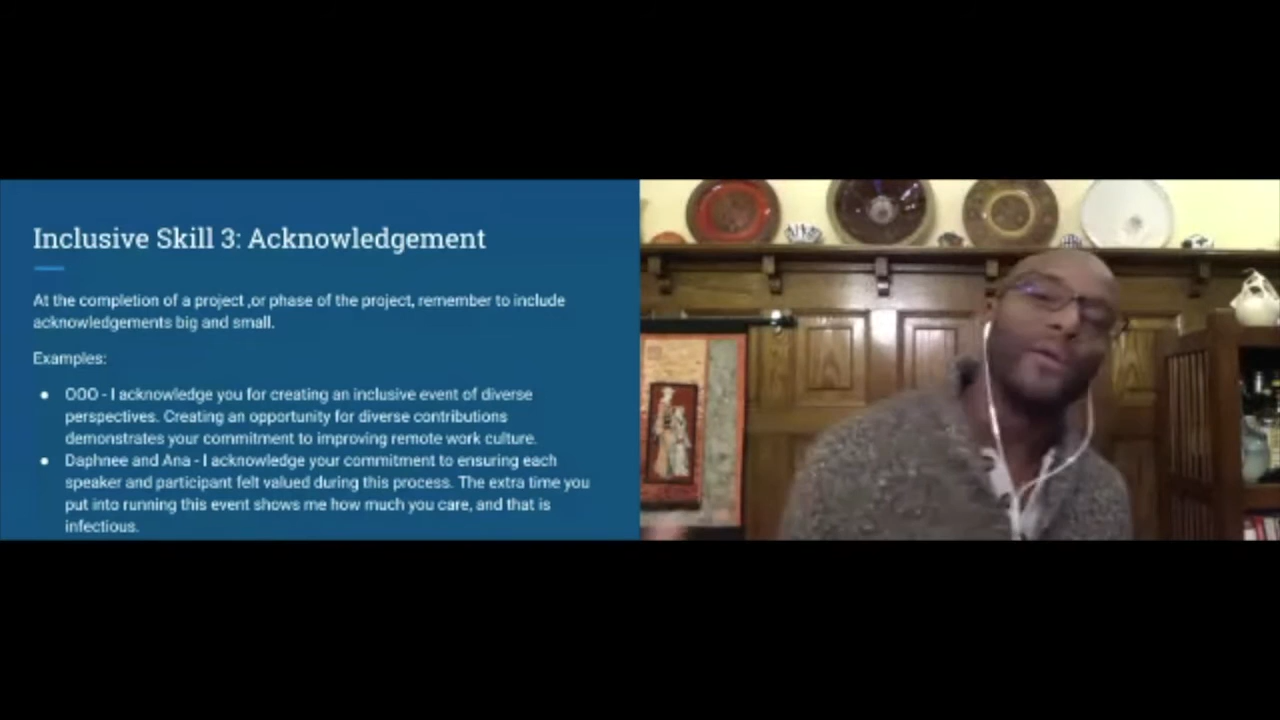 Inclusive Skill 3: Acknowledgement
At the completion of a project ,or phase of the project, remember to include
acknowledgements big and small.
Examples:
● OOO - I acknowledge you for creating an inclusive event of diverse
perspectives. Creating an opportunity for diverse contributions
demonstrates your commitment to improving remote work culture.
● Daphnee and Ana - I acknowledge your commitment to ensuring each
speaker and participant felt valued during this process. The extra time you
put into running this event shows me how much you care, and that is
infectious.